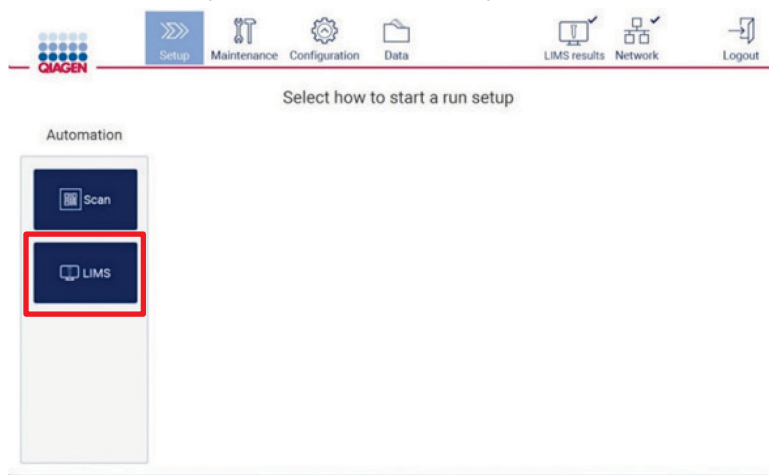 QIAGEN
Setup Maintenance Configuration Data LIMS results Network Logout
Select how to start a run setup
Automation
Scan
LIMS